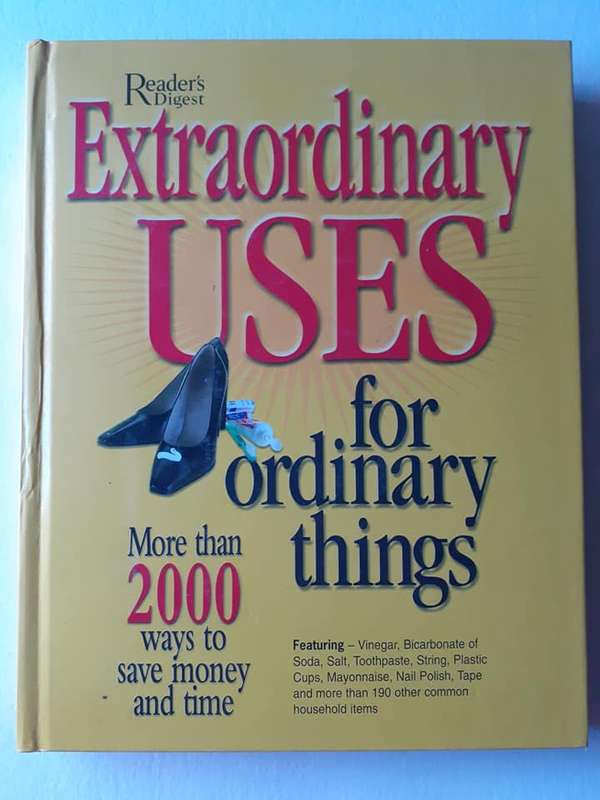 Reader's
Digest
Extraordinary
USES
for
ordinary
things
More than
2000
ways to
save money
and time
Featuring – Vinegar, Bicarbonate of
Soda, Salt, Toothpaste, String, Plastic
Cups, Mayonnaise, Nail Polish, Tape
and more than 190 other common
household items